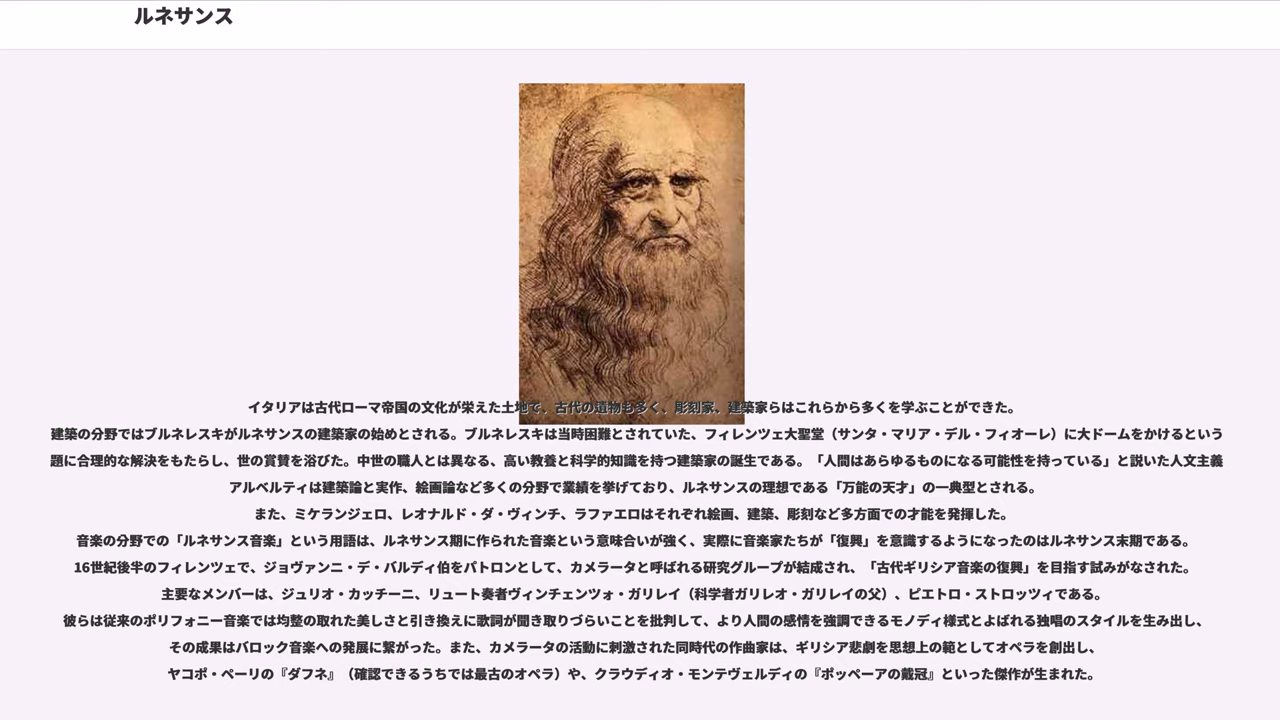 ルネサンス
イタリアは古代ローマ帝国の文化が栄えた土地で、古代の遺物も多く、彫刻家、建築家らはこれらから多くを学ぶことができた。
建築の分野ではブルネレスキがルネサンスの建築家の始めとされる。ブルネレスキは当時困難とされていた、フィレンツェ大聖堂（サンタ・マリア・デル・フィオーレ）に大ドームをかけるという
題に合理的な解決をもたらし、世の賞賛を浴びた。中世の職人とは異なる、高い教養と科学的知識を持つ建築家の誕生である。「人間はあらゆるものになる可能性を持っている」と説いた人文主義
アルベルティは建築論と実作、絵画論など多くの分野で業績を挙げており、ルネサンスの理想である「万能の天才」の一典型とされる。
また、ミケランジェロ、レオナルド・ダ・ヴィンチ、ラファエロはそれぞれ絵画、建築、彫刻など多方面での才能を発揮した。
音楽の分野での「ルネサンス音楽」という用語は、ルネサンス期に作られた音楽という意味合いが強く、実際に音楽家たちが「復興」を意識するようになったのはルネサンス末期である。
16世紀後半のフィレンツェで、ジョヴァンニ・デ・バルディ伯をパトロンとして、カメラータと呼ばれる研究グループが結成され、「古代ギリシア音楽の復興」を目指す試みがなされた。
主要なメンバーは、ジュリオ・カッチーニ、リュート奏者ヴィンチェンツォ・ガリレイ（科学者ガリレオ・ガリレイの父）、ピエトロ・ストロッツィである。
彼らは従来のポリフォニー音楽では均整の取れた美しさと引き換えに歌詞が聞き取りづらいことを批判して、より人間の感情を強調できるモノディ様式とよばれる独唱のスタイルを生み出し、
その成果はバロック音楽への発展に繋がった。また、カメラータの活動に刺激された同時代の作曲家は、ギリシア悲劇を思想上の範としてオペラを創出し、
ヤコポ・ペーリの『ダフネ』（確認できるうちでは最古のオペラ）や、クラウディオ・モンテヴェルディの『ポッペーアの戴冠』といった傑作が生まれた。